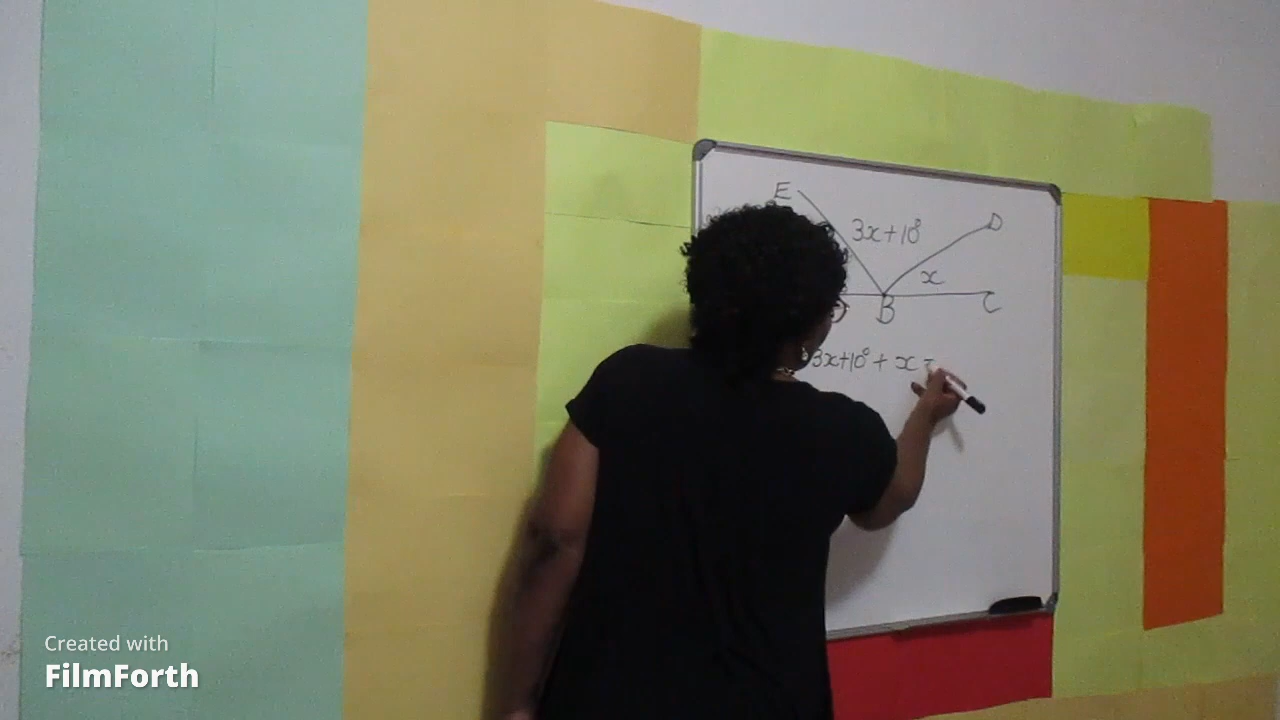 E
3x+10°
D
x
B
C
3x+10° + x =
Created with
FilmForth